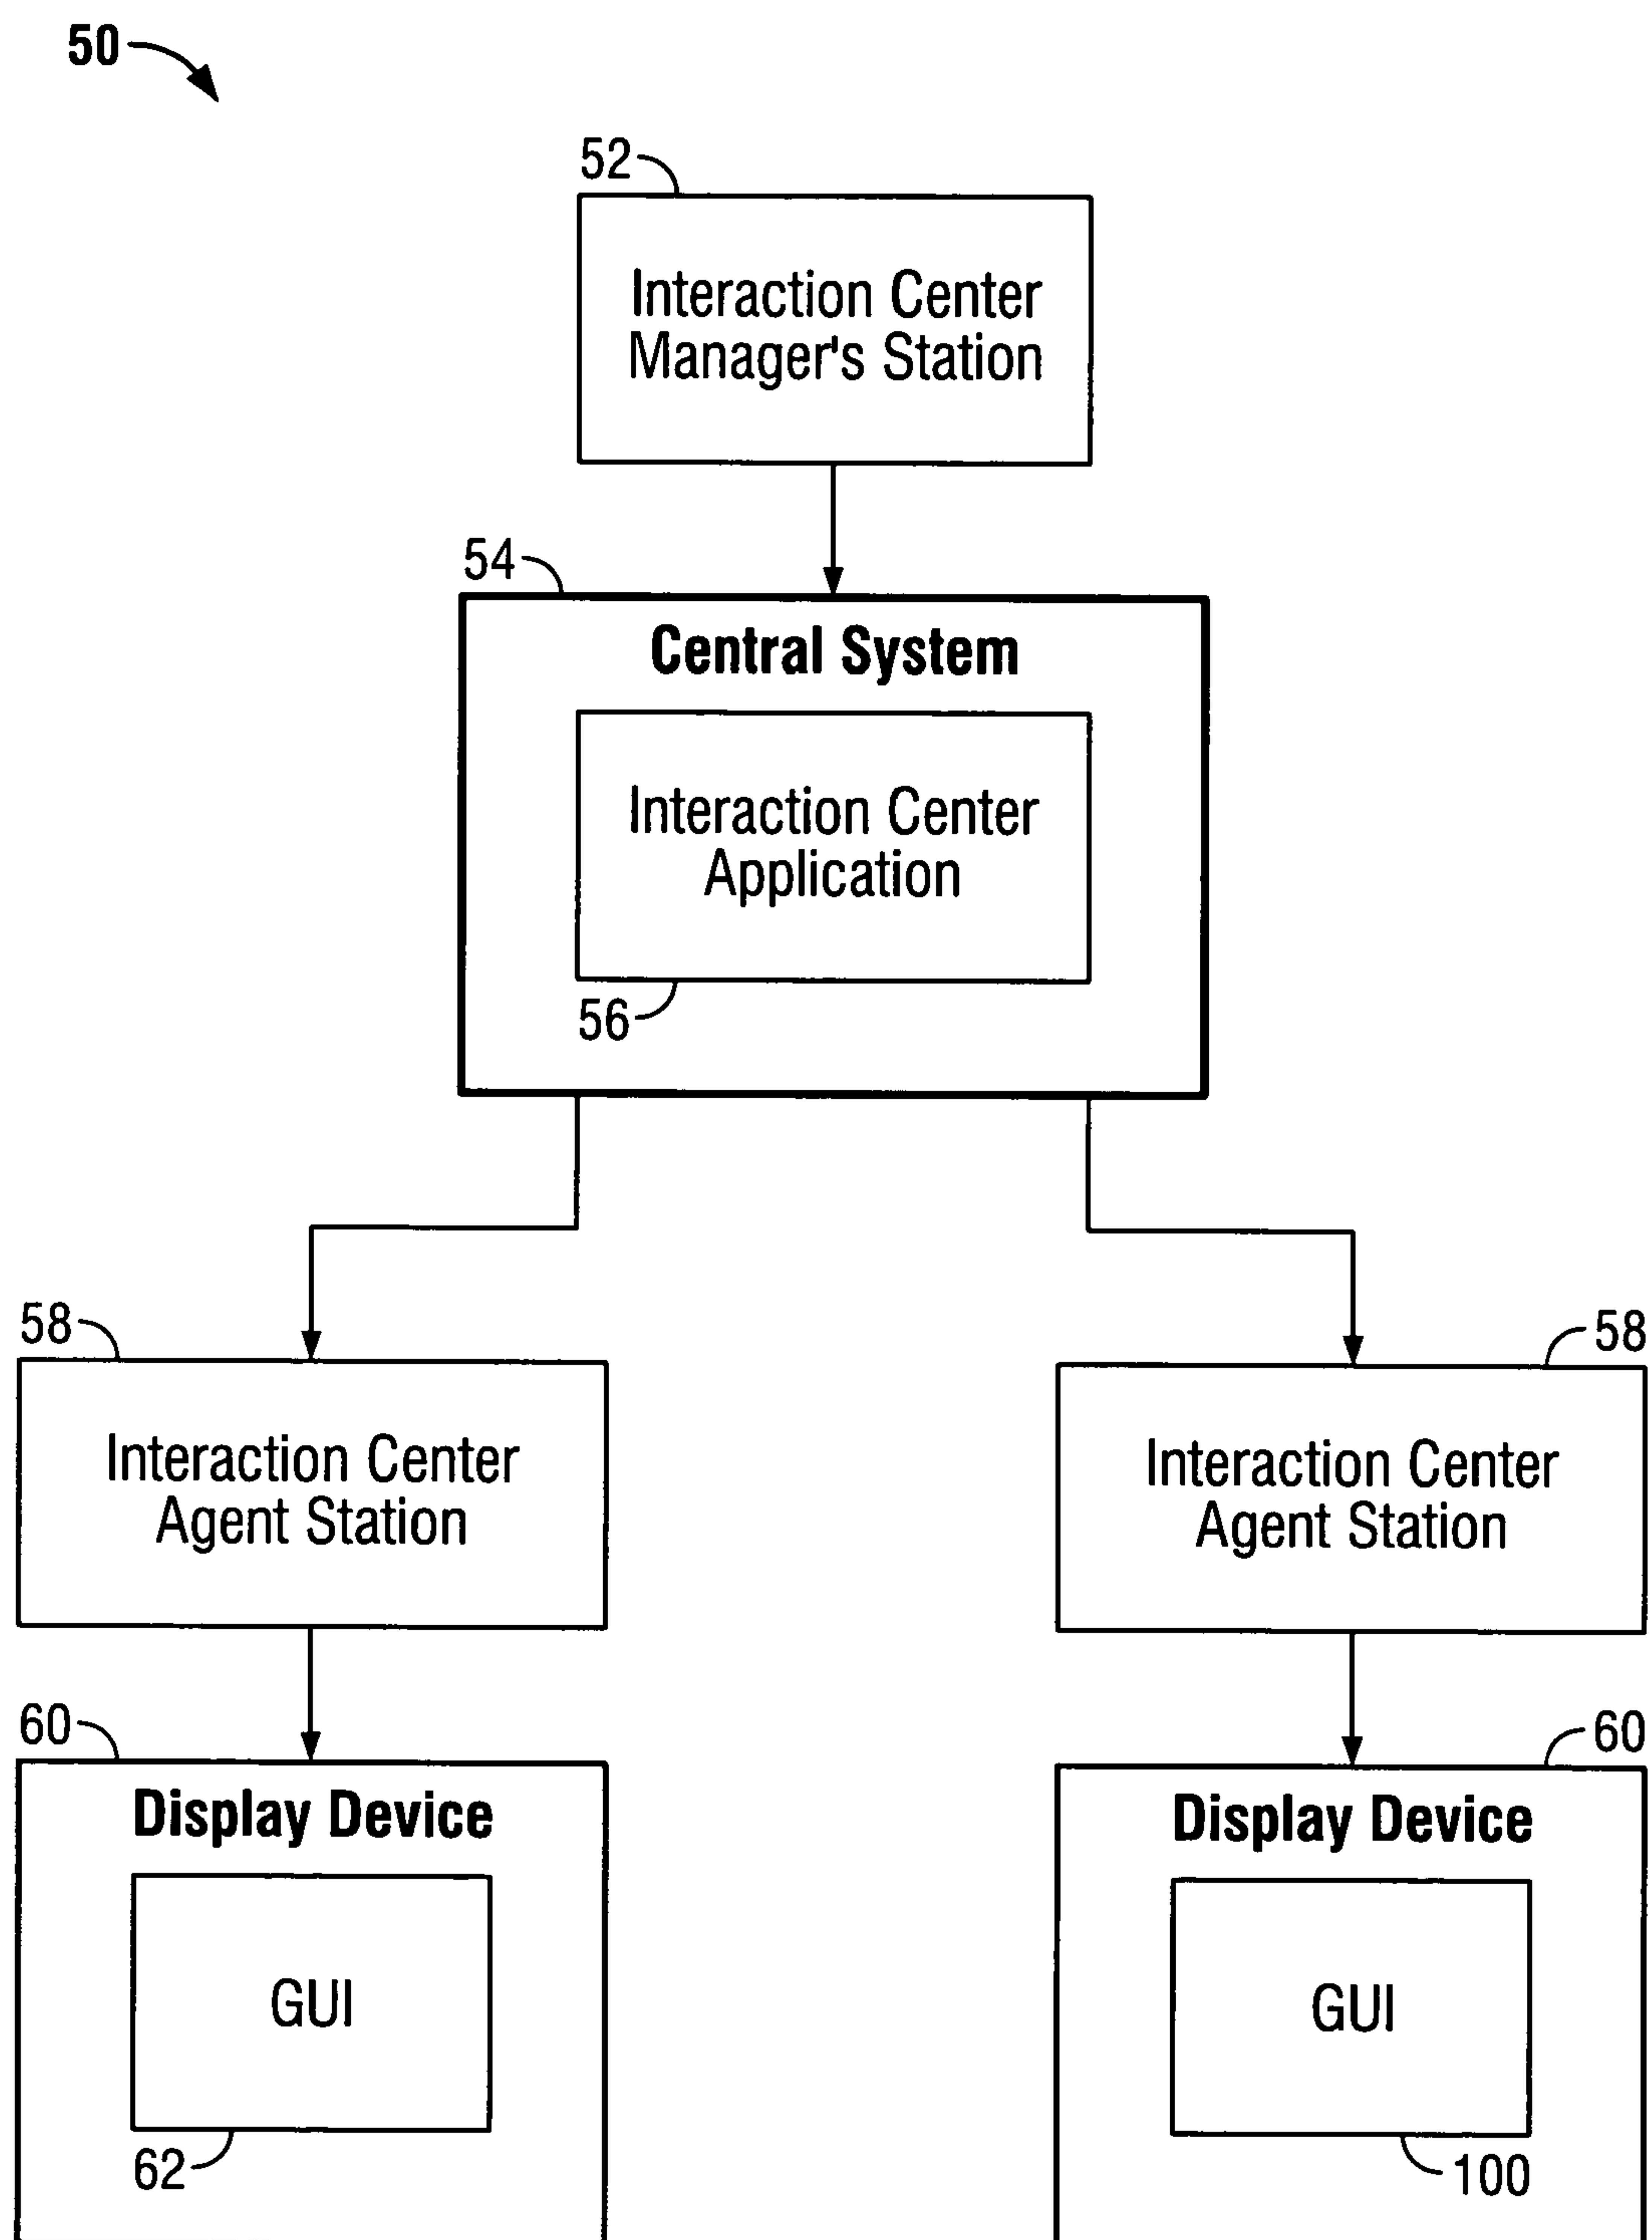 50
52
Interaction Center
Manager's Station
54
Central System
Interaction Center
Application
56
58
Interaction Center
Agent Station
58
Interaction Center
Agent Station
60
Display Device
GUI
62
60
Display Device
GUI
100